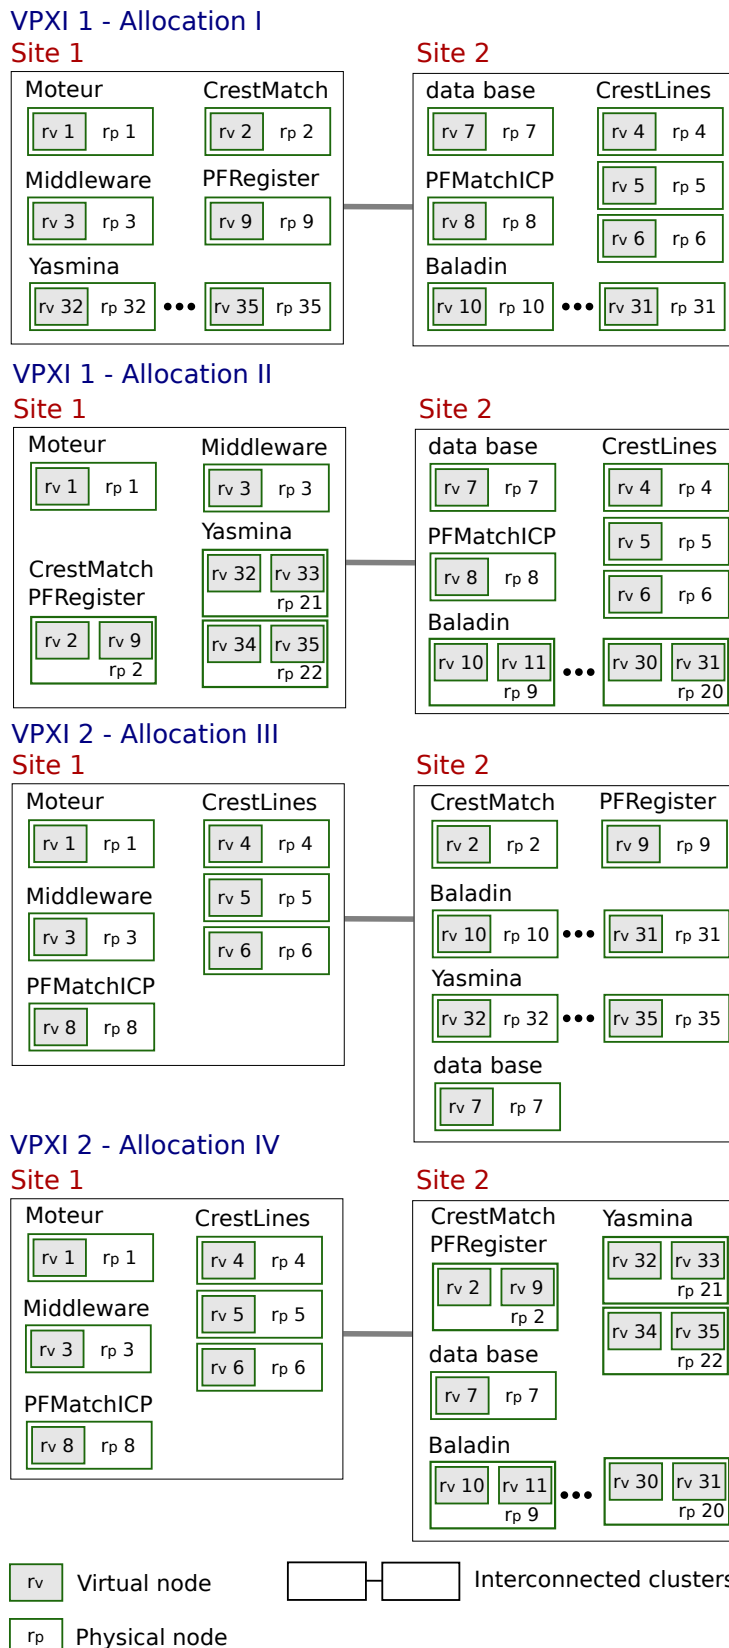 VPXI 1 - Allocation I
Site 1
Site 2
Moteur
CrestMatch
data base
CrestLines
rv 1 rp 1
rv 2 rp 2
rv 7 rp 7
rv 4 rp 4
Middleware
PFRegister
PFMatchICP
rv 5 rp 5
rv 3 rp 3
rv 9 rp 9
rv 8 rp 8
rv 6 rp 6
Yasmina
Baladin
rv 32 rp 32 ••• rv 35 rp 35
rv 10 rp 10 ••• rv 31 rp 31
VPXI 1 - Allocation II
Site 1
Site 2
Moteur
Middleware
data base
CrestLines
rv 1 rp 1
rv 3 rp 3
rv 7 rp 7
rv 4 rp 4
Yasmina
PFMatchICP
rv 5 rp 5
CrestMatch
PFRegister
rv 32 rv 33
rp 21
rv 8 rp 8
rv 6 rp 6
Baladin
rv 2 rv 9
rp 2
rv 34 rv 35
rp 22
rv 10 rv 11
rp 9
•••
rv 30 rv 31
rp 20
VPXI 2 - Allocation III
Site 1
Site 2
Moteur
CrestLines
CrestMatch
PFRegister
rv 1 rp 1
rv 4 rp 4
rv 2 rp 2
rv 9 rp 9
Middleware
rv 5 rp 5
Baladin
rv 3 rp 3
rv 6 rp 6
rv 10 rp 10 ••• rv 31 rp 31
PFMatchICP
Yasmina
rv 8 rp 8
rv 32 rp 32 ••• rv 35 rp 35
data base
rv 7 rp 7
VPXI 2 - Allocation IV
Site 1
Site 2
Moteur
CrestLines
CrestMatch
PFRegister
Yasmina
rv 1 rp 1
rv 4 rp 4
rv 2 rv 9
rp 2
rv 32 rv 33
rp 21
Middleware
rv 5 rp 5
rv 34 rv 35
rp 22
rv 3 rp 3
rv 6 rp 6
data base
rv 7 rp 7
PFMatchICP
rv 8 rp 8
Baladin
rv 10 rv 11
rp 9
•••
rv 30 rv 31
rp 20
rv Virtual node
Interconnected clusters
rp Physical node